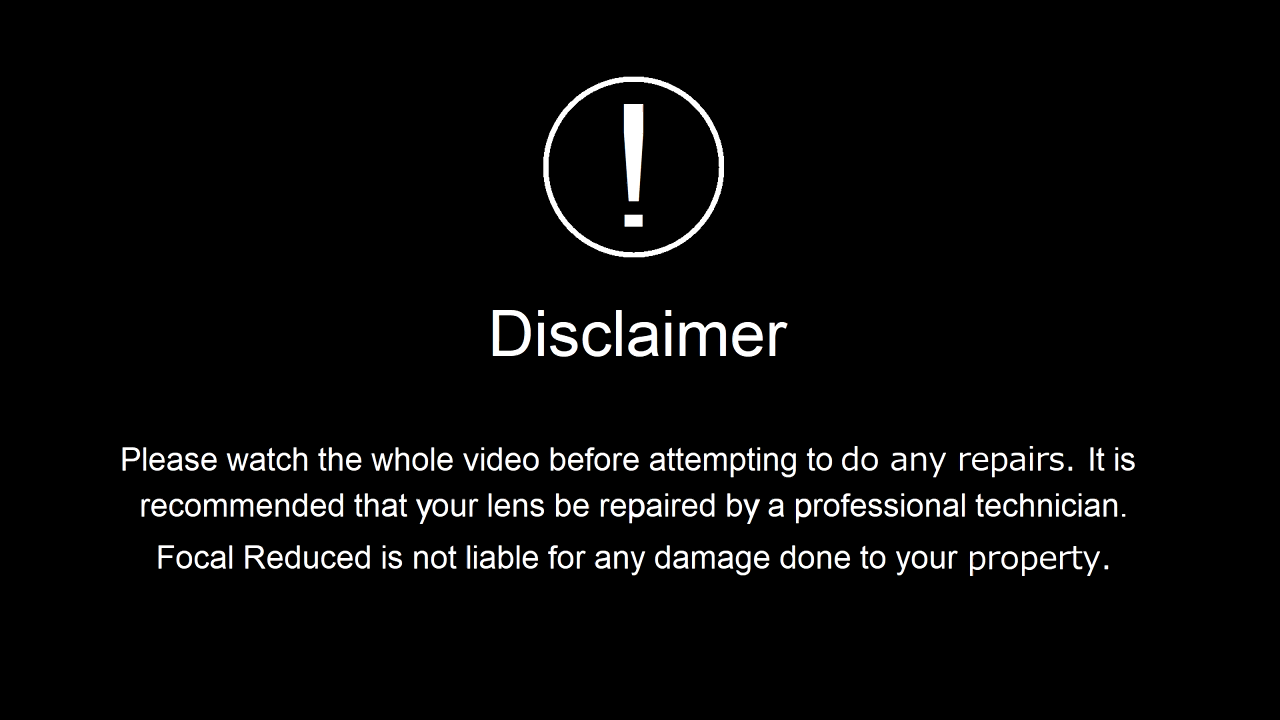 !
Disclaimer
Please watch the whole video before attempting to do any repairs. It is
recommended that your lens be repaired by a professional technician.
Focal Reduced is not liable for any damage done to your property.